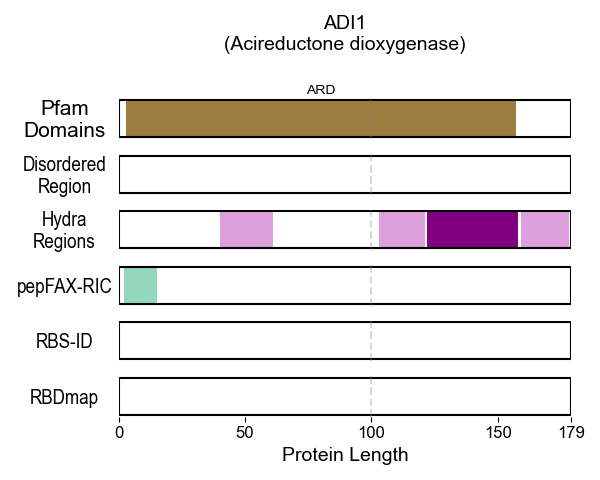 ADI1
(Acireductone dioxygenase)
ARD
Pfam
Domains
Disordered
Region
Hydra
Regions
pepFAX-RIC
RBS-ID
RBDmap
0 50 100 150 179
Protein Length